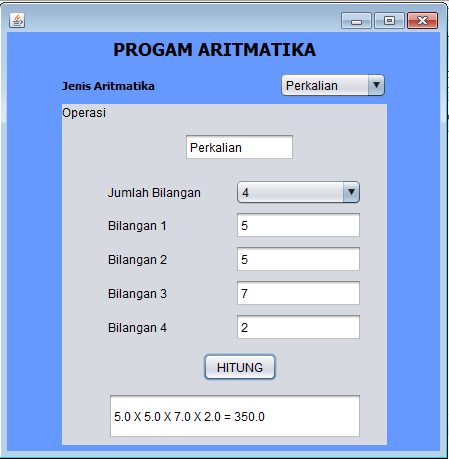 PROGAM ARITMATIKA
Jenis Aritmatika Perkalian
Operasi
Perkalian
Jumlah Bilangan 4
Bilangan 1 5
Bilangan 2 5
Bilangan 3 7
Bilangan 4 2
HITUNG
5.0 X 5.0 X 7.0 X 2.0 = 350.0